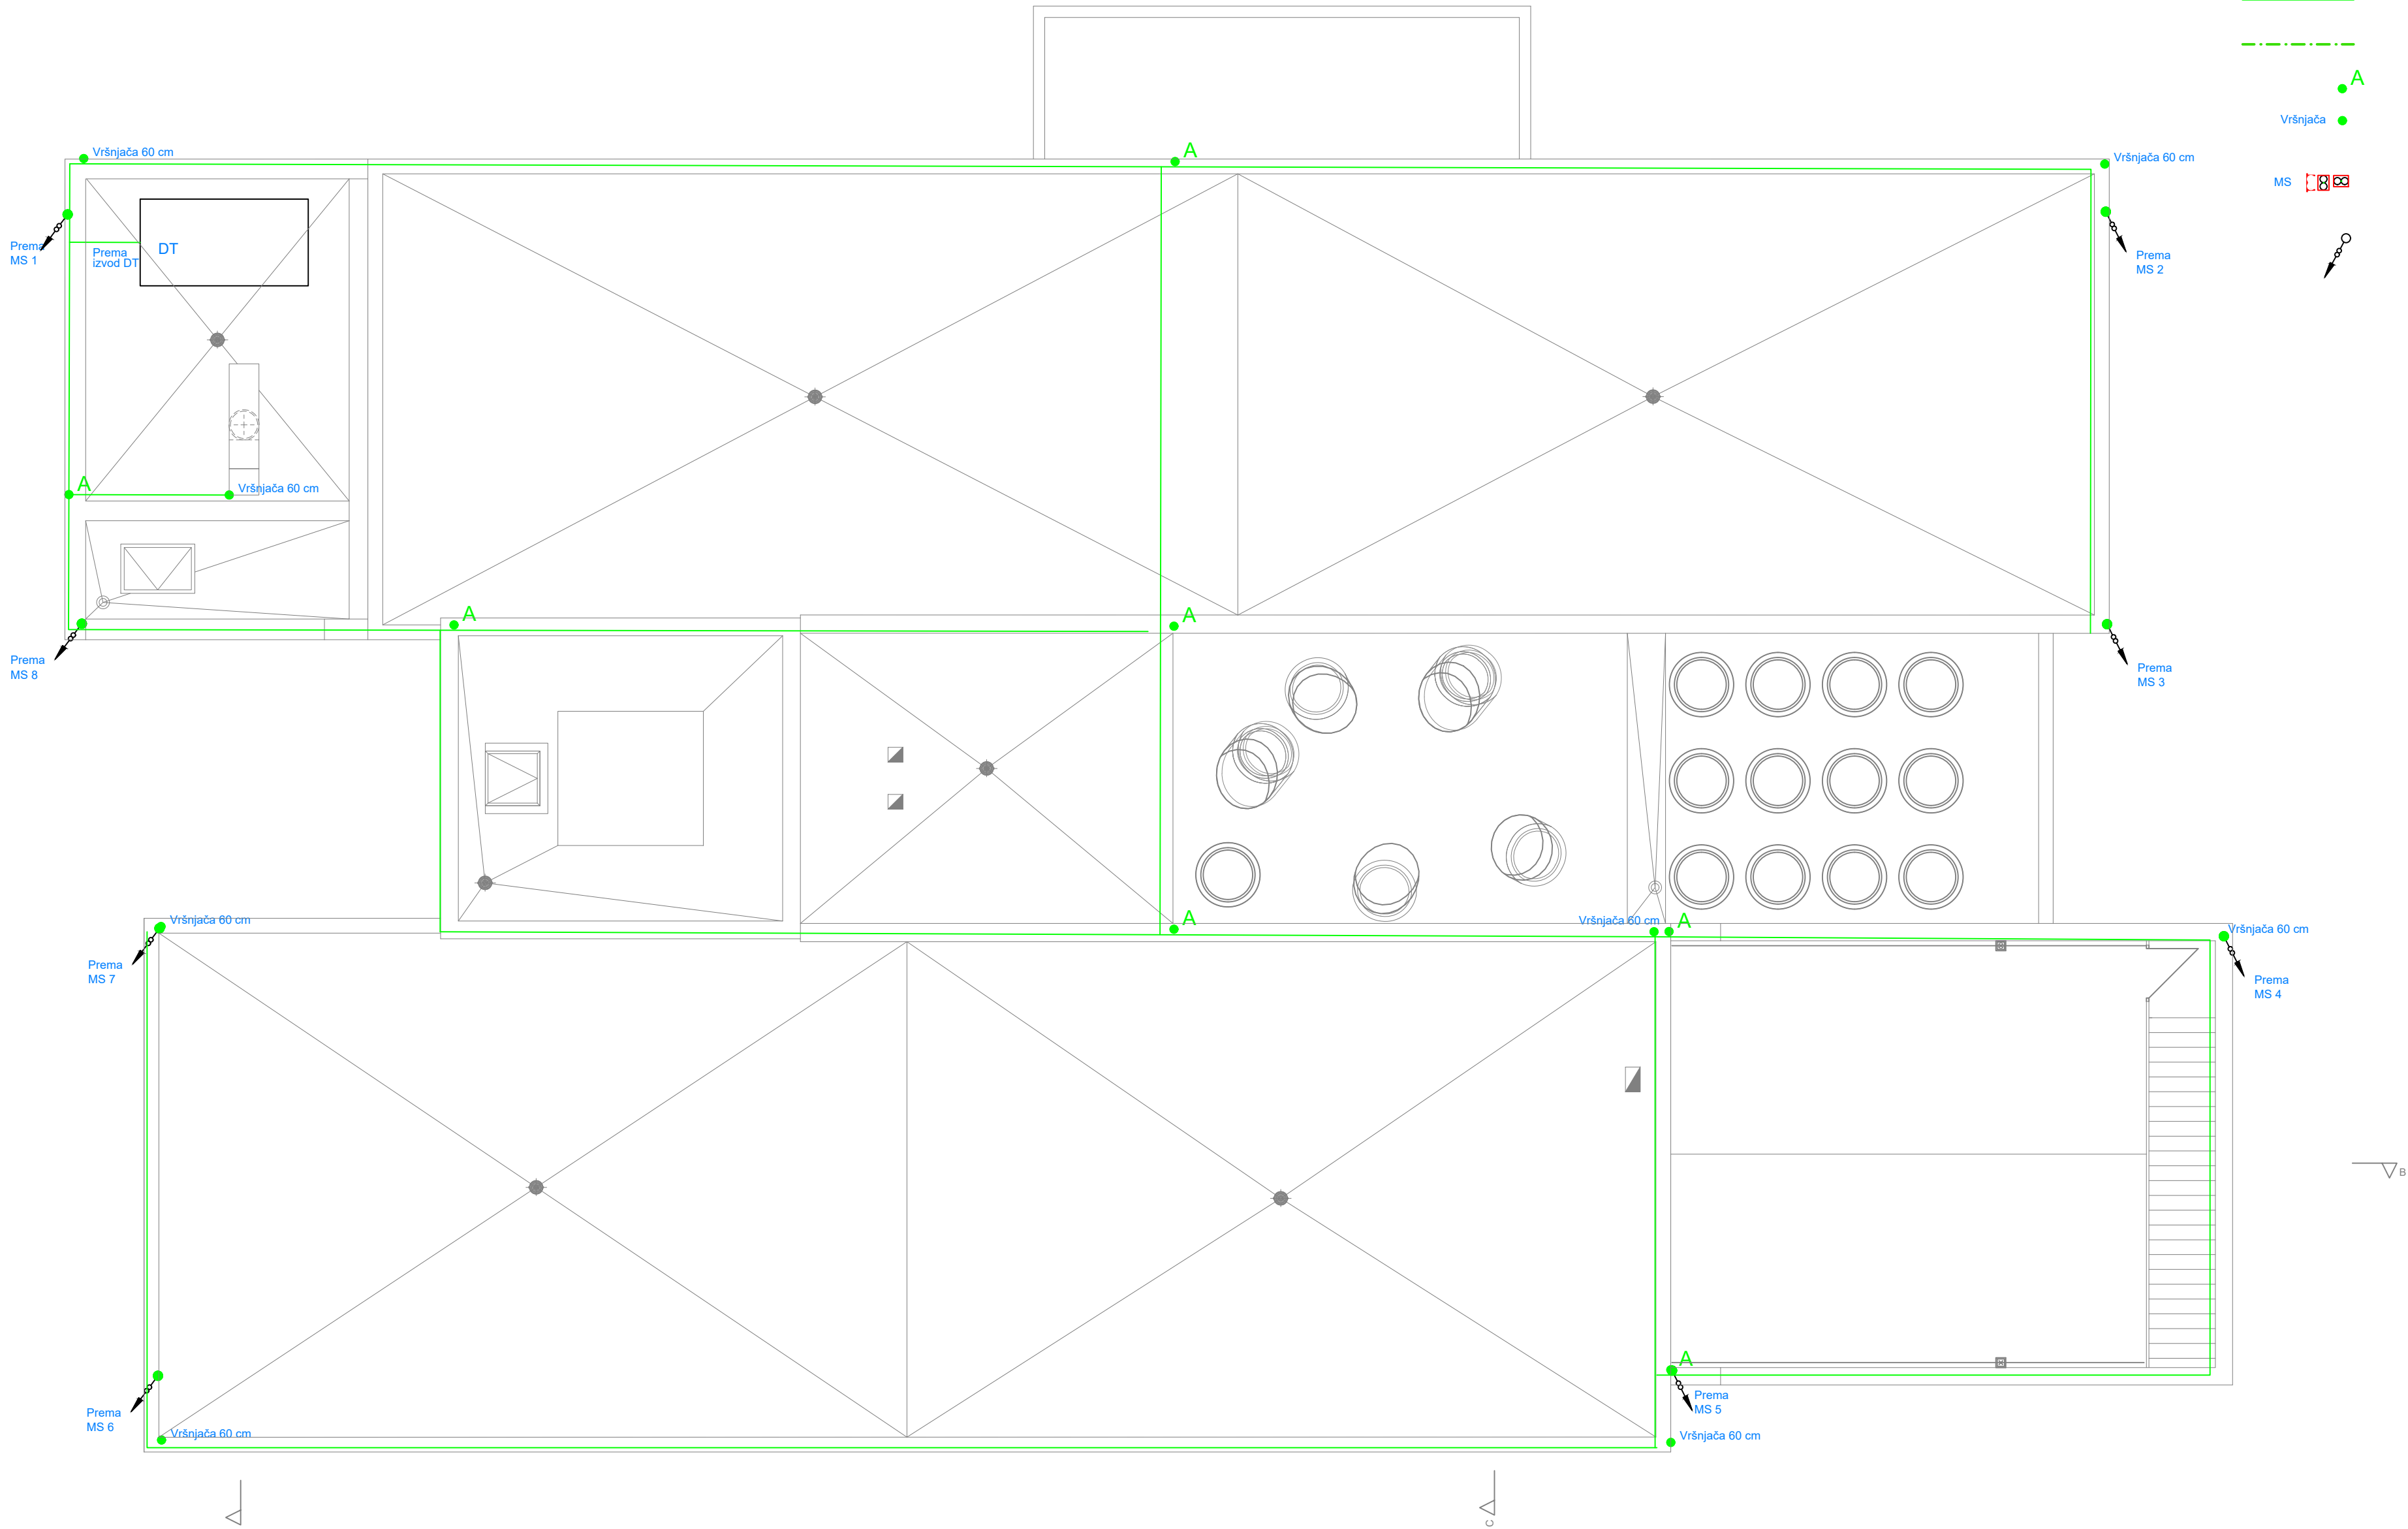 A
Vršnjača
MS
Vršnjača 60 cm
A
Vršnjača 60 cm
Prema
MS 1
Prema
izvod DT
DT
Prema
MS 2
A
Vršnjača 60 cm
A
A
Prema
MS 8
Prema
MS 3
Vršnjača 60 cm
A
Vršnjača 60 cm
A
Vršnjača 60 cm
Prema
MS 7
Prema
MS 4
B
A
Prema
MS 5
Prema
MS 6
Vršnjača 60 cm
Vršnjača 60 cm
C